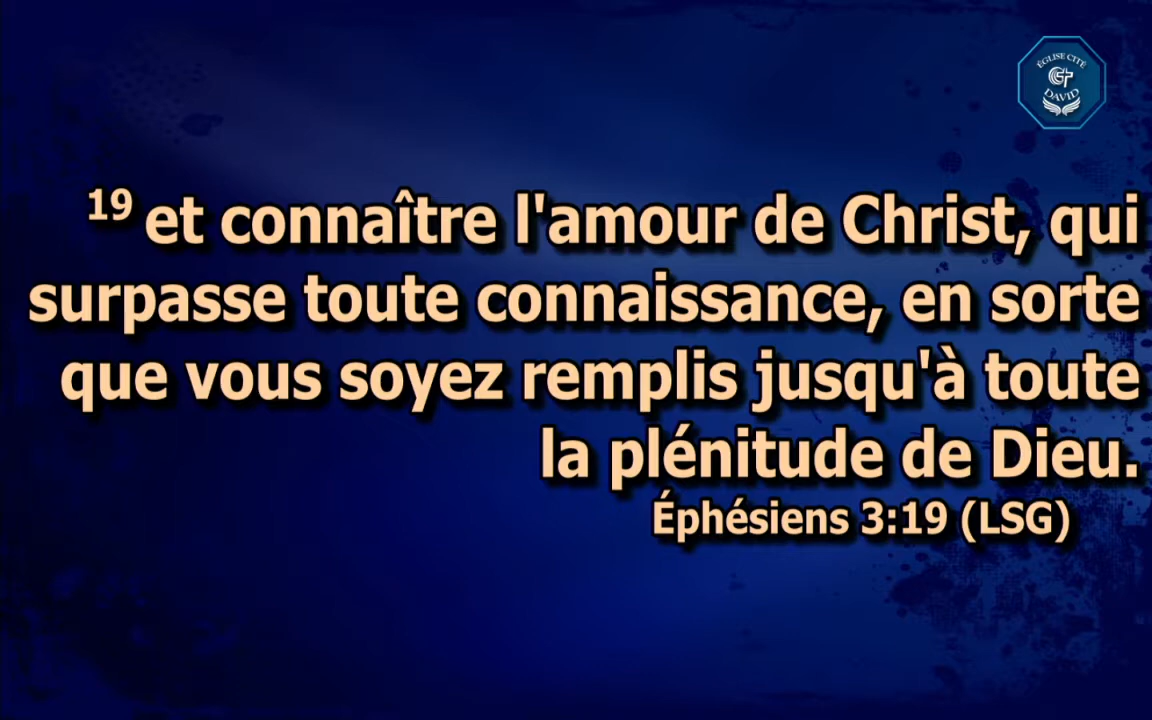 ÉGLISE CITÉ
DAVID
19 et connaître l'amour de Christ, qui
surpasse toute connaissance, en sorte
que vous soyez remplis jusqu'à toute
la plénitude de Dieu.
Éphésiens 3:19 (LSG)